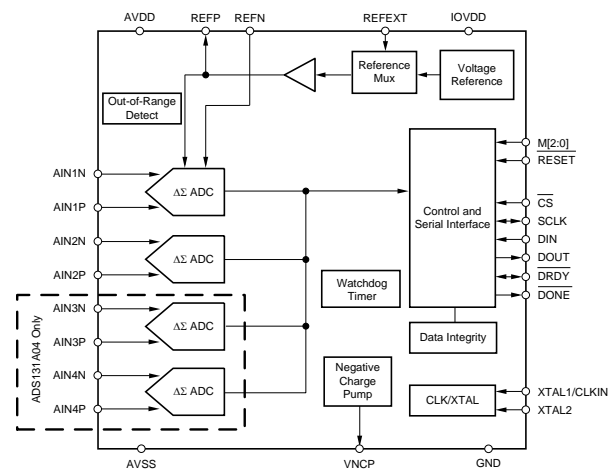 AVDD
REFP
REFN
REFEXT
IOVDD
Reference
Mux
Voltage
Reference
Out-of-Range
Detect
M[2:0]
RESET
AIN1N
ΔΣ ADC
AIN1P
CS
Control and
Serial Interface
SCLK
AIN2N
DIN
ΔΣ ADC
DOUT
AIN2P
DRDY
Watchdog
Timer
DONE
ADS131A04 Only
AIN3N
ΔΣ ADC
AIN3P
Data Integrity
AIN4N
ΔΣ ADC
AIN4P
Negative
Charge
Pump
CLK/XTAL
XTAL1/CLKIN
XTAL2
AVSS
VNCP
GND